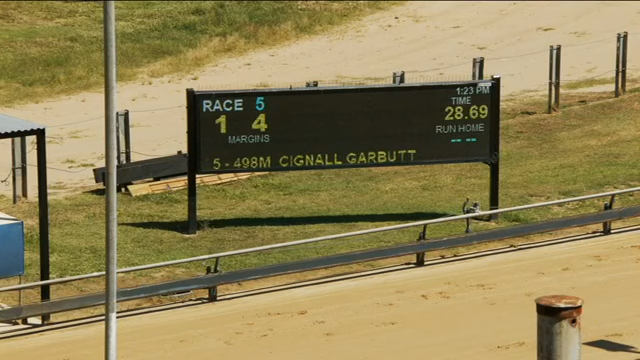 RACE 5 1:23 PM
TIME
1 4 28.69
MARGINS RUN HOME
-- --
5 - 498M CIGNALL GARBUTT